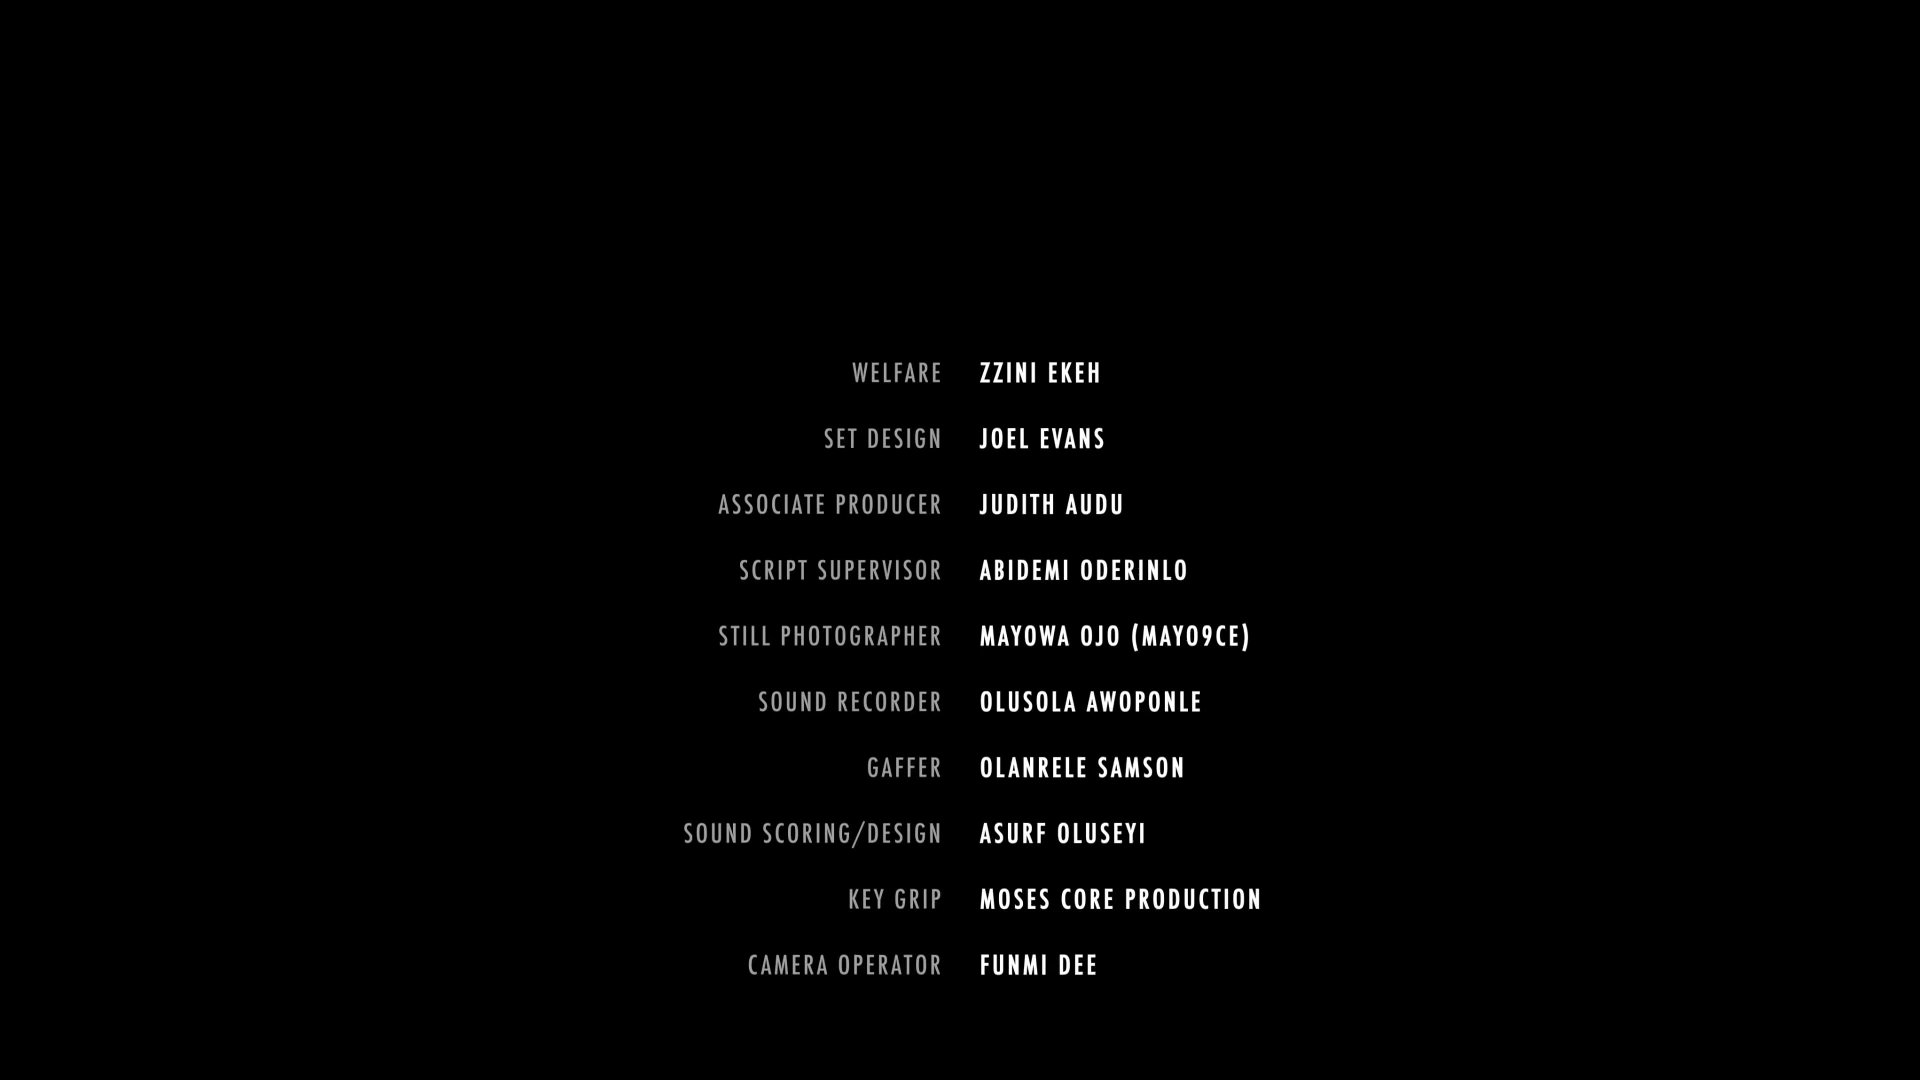 WELFARE ZZINI EKEH
SET DESIGN JOEL EVANS
ASSOCIATE PRODUCER JUDITH AUDU
SCRIPT SUPERVISOR ABIDEMI ODERINLO
STILL PHOTOGRAPHER MAYOWA OJO (MAYO9CE)
SOUND RECORDER OLUSOLA AWOPONLE
GAFFER OLANRELE SAMSON
SOUND SCORING/DESIGN ASURF OLUSEYI
KEY GRIP MOSES CORE PRODUCTION
CAMERA OPERATOR FUNMI DEE